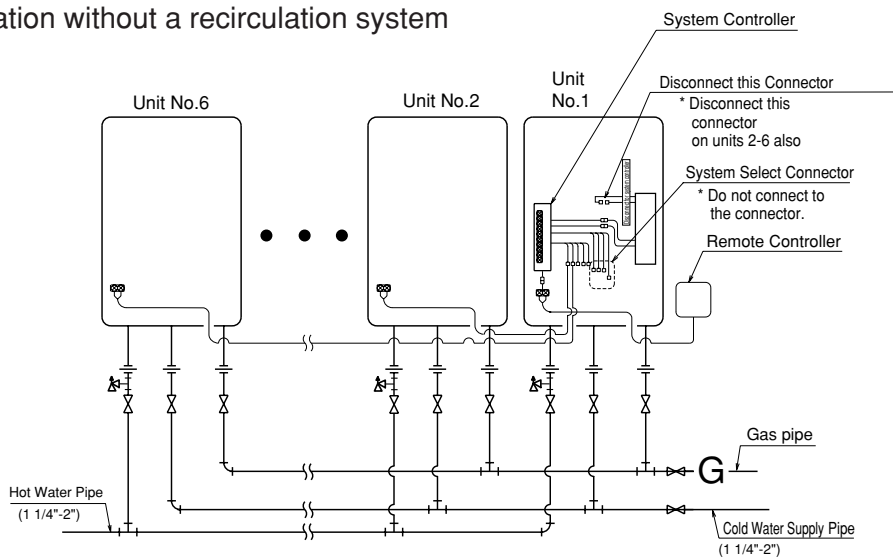 ation without a recirculation system
System Controller
Unit No.6
Unit No.2
Unit
No.1
Disconnect this Connector
* Disconnect this
connector
on units 2-6 also
System Select Connector
* Do not connect to
the connector.
Remote Controller
Gas pipe
G
Hot Water Pipe
(1 1/4"-2")
Cold Water Supply Pipe
(1 1/4"-2")